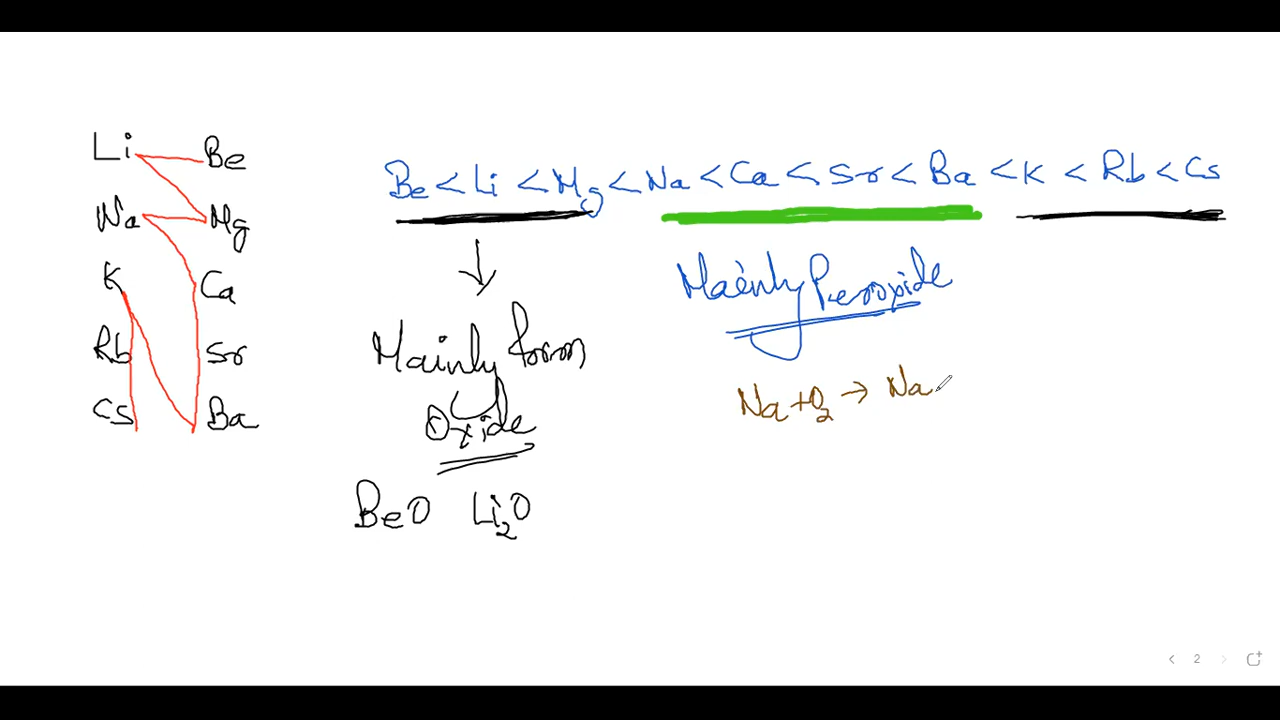 Li Be
Na Mg
K Ca
Rb Sr
Cs Ba
Be < Li < Mg < Na < Ca < Sr < Ba < K < Rb < Cs
Mainly form
Oxide
BeO Li2O
Mainly Peroxide
Na + O2 → Na
2